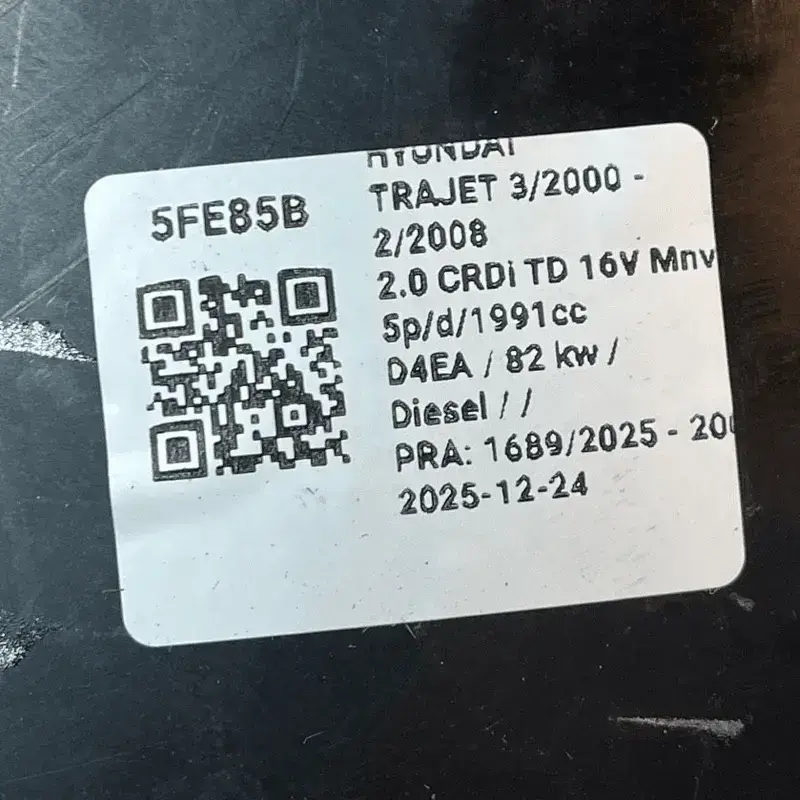 5FE85B
HYUNDAI
TRAJET 3/2000 -
2/2008
2.0 CRDi TD 16V Mnv
5p/d/1991cc
D4EA / 82 kw /
Diesel / /
PRA: 1689/2025 - 200
2025-12-24